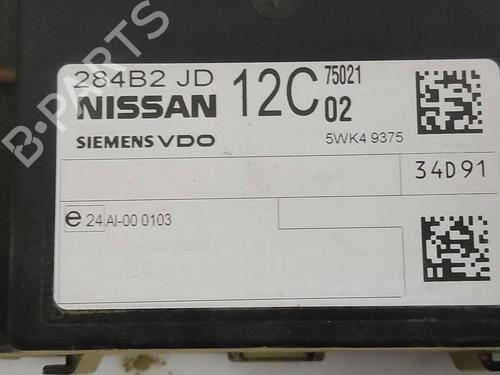 284B2 JD 12C 75021
NISSAN 02
SIEMENS VDO 5WK4 9375
34D91
e 24 AI-00 0103
B-PARTS